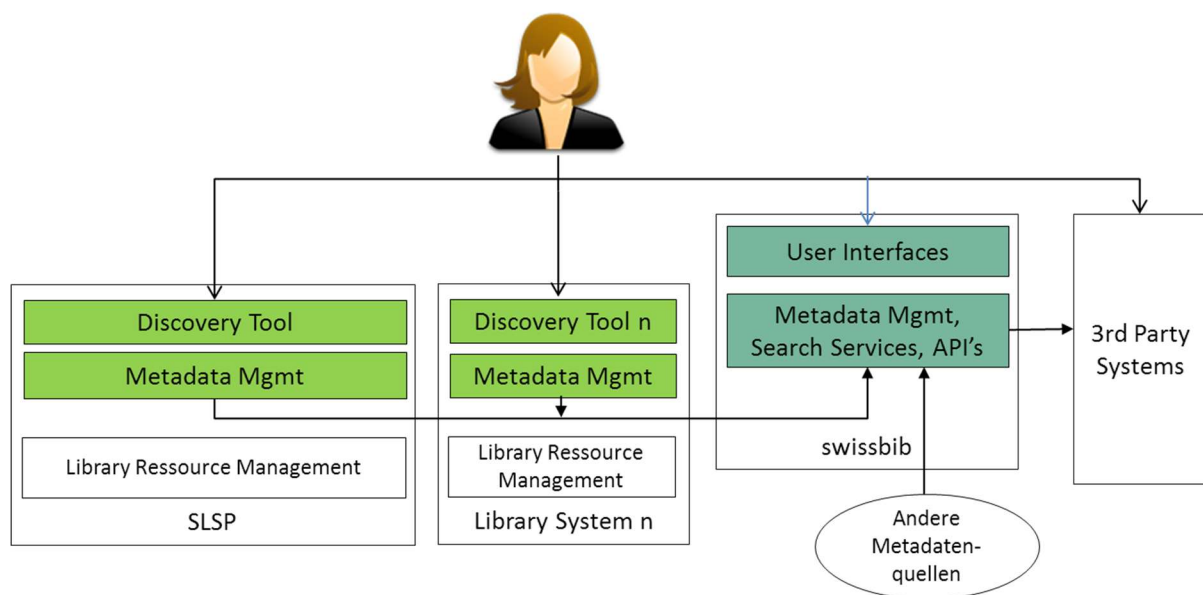 Discovery Tool
Metadata Mgmt
Library Ressource Management
SLSP
Discovery Tool n
Metadata Mgmt
Library Ressource
Management
Library System n
User Interfaces
Metadata Mgmt,
Search Services, API's
swissbib
Andere
Metadaten-
quellen
3rd Party
Systems